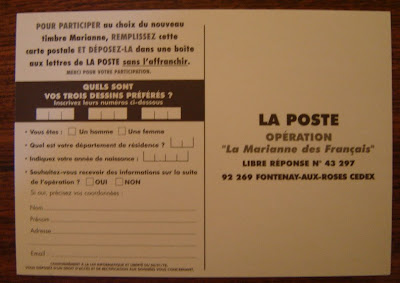 POUR PARTICIPER au choix du nouveau
timbre Marianne, REMPLISSEZ cette
carte postale ET DÉPOSEZ-LA dans une boîte
aux lettres de LA POSTE sans l'affranchir.
MERCI POUR VOTRE PARTICIPATION.
QUELS SONT
VOS TROIS DESSINS PRÉFÉRÉS ?
Inscrivez leurs numéros ci-dessous
• Vous êtes : Un homme Une femme
• Quel est votre département de résidence ?
• Indiquez votre année de naissance :
• Souhaitez-vous recevoir des informations sur la suite
de l'opération ? OUI NON
Si oui, précisez vos coordonnées :
Nom
Prénom
Adresse
Email
LA POSTE
OPÉRATION
"La Marianne des Français"
LIBRE RÉPONSE N° 43 297
92 269 FONTENAY-AUX-ROSES CEDEX